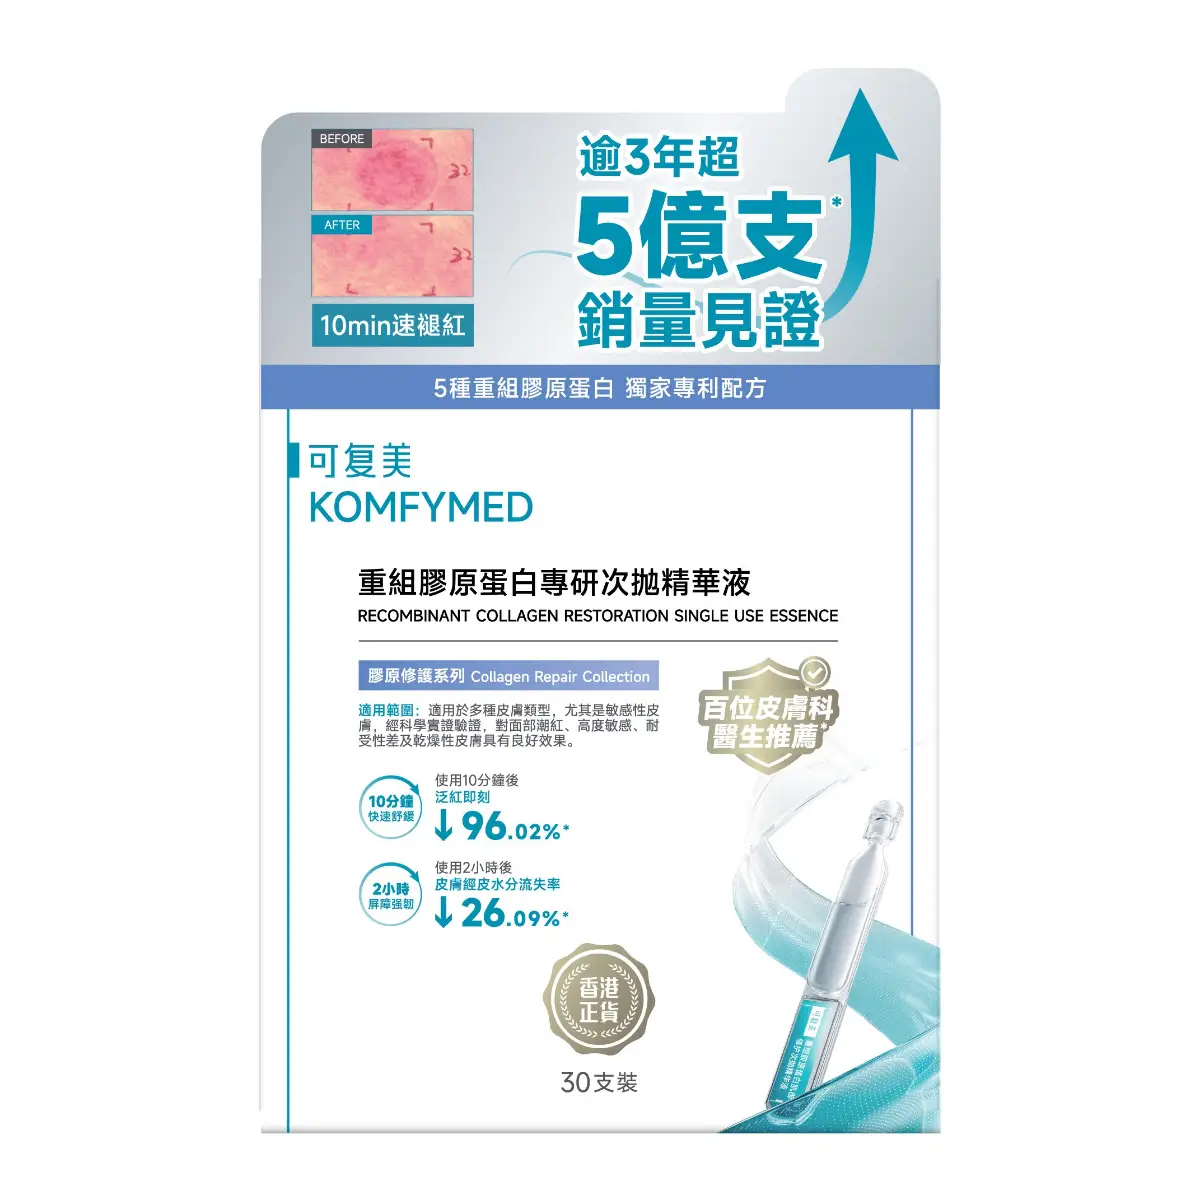 BEFORE
32
AFTER
32
10min速褪紅
逾3年超
5億支*
銷量見證
5種重組膠原蛋白 獨家專利配方
可复美
KOMFYMED
重組膠原蛋白專研次拋精華液
RECOMBINANT COLLAGEN RESTORATION SINGLE USE ESSENCE
膠原修護系列 Collagen Repair Collection
適用範圍：適用於多種皮膚類型，尤其是敏感性皮
膚，經科學實證驗證，對面部潮紅、高度敏感、耐
受性差及乾燥性皮膚具有良好效果。
百位皮膚科
醫生推薦*
10分鐘
快速舒緩
使用10分鐘後
泛紅即刻
↓96.02%*
2小時
屏障强韌
使用2小時後
皮膚經皮水分流失率
↓26.09%*
香港
正貨
30支裝
可复美